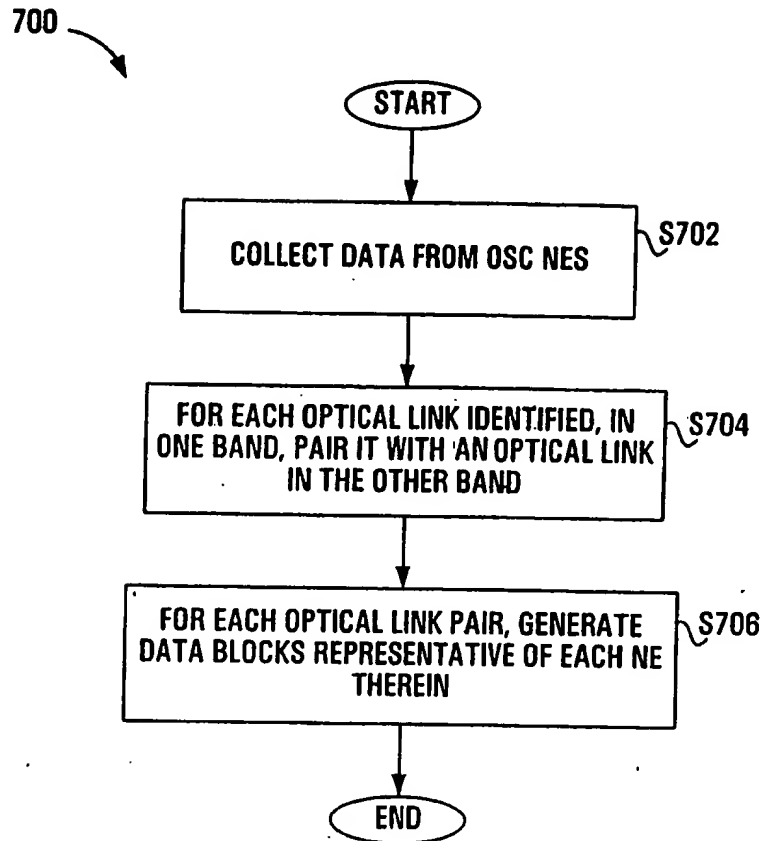 700
START
COLLECT DATA FROM OSC NES
S702
FOR EACH OPTICAL LINK IDENTIFIED, IN
ONE BAND, PAIR IT WITH AN OPTICAL LINK
IN THE OTHER BAND
S704
FOR EACH OPTICAL LINK PAIR, GENERATE
DATA BLOCKS REPRESENTATIVE OF EACH NE
THEREIN
S706
END